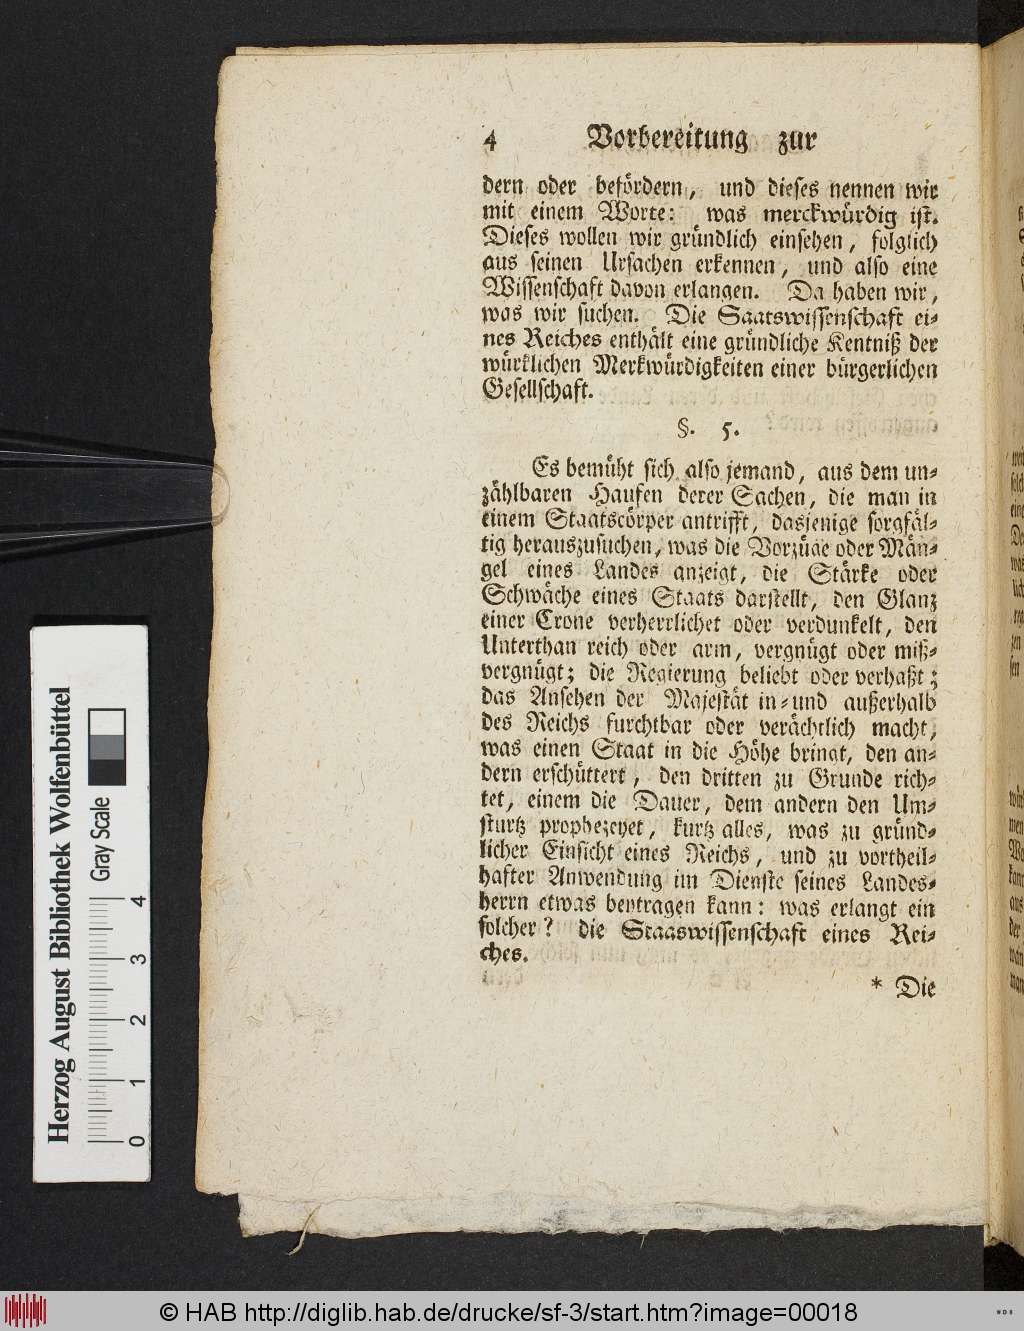 4 Vorbereitung zur
dern oder befördern, und dieses nennen wir
mit einem Worte: was merckwürdig ist.
Dieses wollen wir gründlich einsehen, folglich
aus seinen Ursachen erkennen, und also eine
Wissenschaft davon erlangen. Da haben wir,
was wir suchen. Die Saatswissenschaft ei-
nes Reiches enthält eine gründliche Kentniß der
würklichen Merkwürdigkeiten einer bürgerlichen
Gesellschaft.
§. 5.
Es bemüht sich also jemand, aus dem un-
zählbaren Haufen derer Sachen, die man in
einem Staatscörper antrifft, dasjenige sorgfäl-
tig herauszusuchen, was die Vorzüge oder Män-
gel eines Landes anzeigt, die Stärke oder
Schwäche eines Staats darstellt, den Glanz
einer Crone verherrlichet oder verdunkelt, den
Unterthan reich oder arm, vergnügt oder miß-
vergnügt; die Regierung beliebt oder verhaßt;
das Ansehen der Majestät in- und außerhalb
des Reichs furchtbar oder verächtlich macht,
was einen Staat in die Höhe bringt, den an-
dern erschüttert, den dritten zu Grunde rich-
tet, einem die Dauer, dem andern den Um-
sturtz prophezeyet, kurtz alles, was zu gründ-
licher Einsicht eines Reichs, und zu vortheil-
hafter Anwendung im Dienste seines Landes-
herrn etwas beytragen kann: was erlangt ein
solcher? die Staaswissenschaft eines Rei-
ches.
* Die
Herzog August Bibliothek Wolfenbüttel
Gray Scale
0 1 2 3 4
© HAB http://diglib.hab.de/drucke/sf-3/start.htm?image=00018